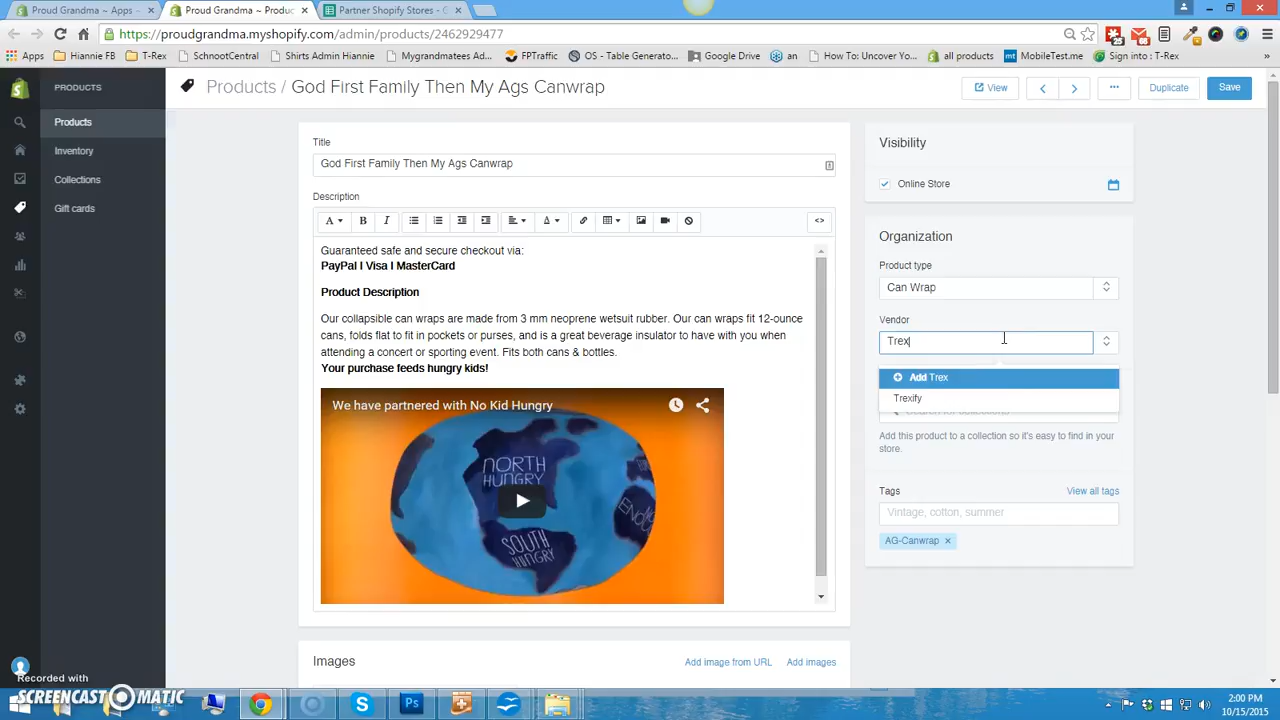 Proud Grandma ~ Apps ~
Proud Grandma ~ Produc
Partner Shopify Stores - G
https://proudgrandma.myshopify.com/admin/products/2462929477
Apps
Hiannie FB
T-Rex
SchnootCentral
Shirts Admin Hiannie
Mygrandmateames
FPTraffic
OS - Table Generato...
Google Drive
an
How To: Uncover Yo...
all products
MobileTest.me
Sign into : T-Rex
»
PRODUCTS
Products / God First Family Then My Ags Canwrap
View
Duplicate
Save
Products
Inventory
Collections
Gift cards
Title
God First Family Then My Ags Canwrap
Description
Guaranteed safe and secure checkout via:
PayPal I Visa I MasterCard
Product Description
Our collapsible can wraps are made from 3 mm neoprene wetsuit rubber. Our can wraps fit 12-ounce
cans, folds flat to fit in pockets or purses, and is a great beverage insulator to have with you when
attending a concert or sporting event. Fits both cans & bottles.
Your purchase feeds hungry kids!
We have partnered with No Kid Hungry
NORTH
HUNGRY
SOUTH
HUNGRY
Images
Add image from URL
Add images
Visibility
Online Store
Organization
Product type
Can Wrap
Vendor
Trex
Add Trex
Trexify
Search for collections
Add this product to a collection so it's easy to find in your
store.
Tags
View all tags
Vintage, cotton, summer
AG-Canwrap ×
Recorded with
SCREENCAST-O-MATIC
2:00 PM
10/15/2015